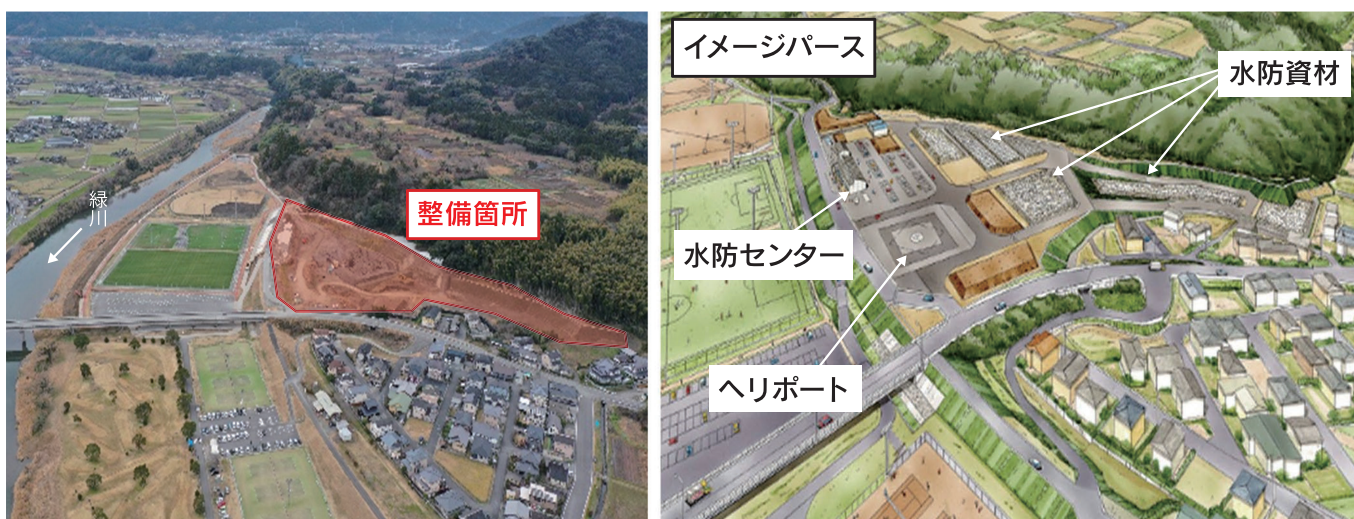 緑川
整備箇所
イメージパース
水防資材
水防センター
ヘリポート